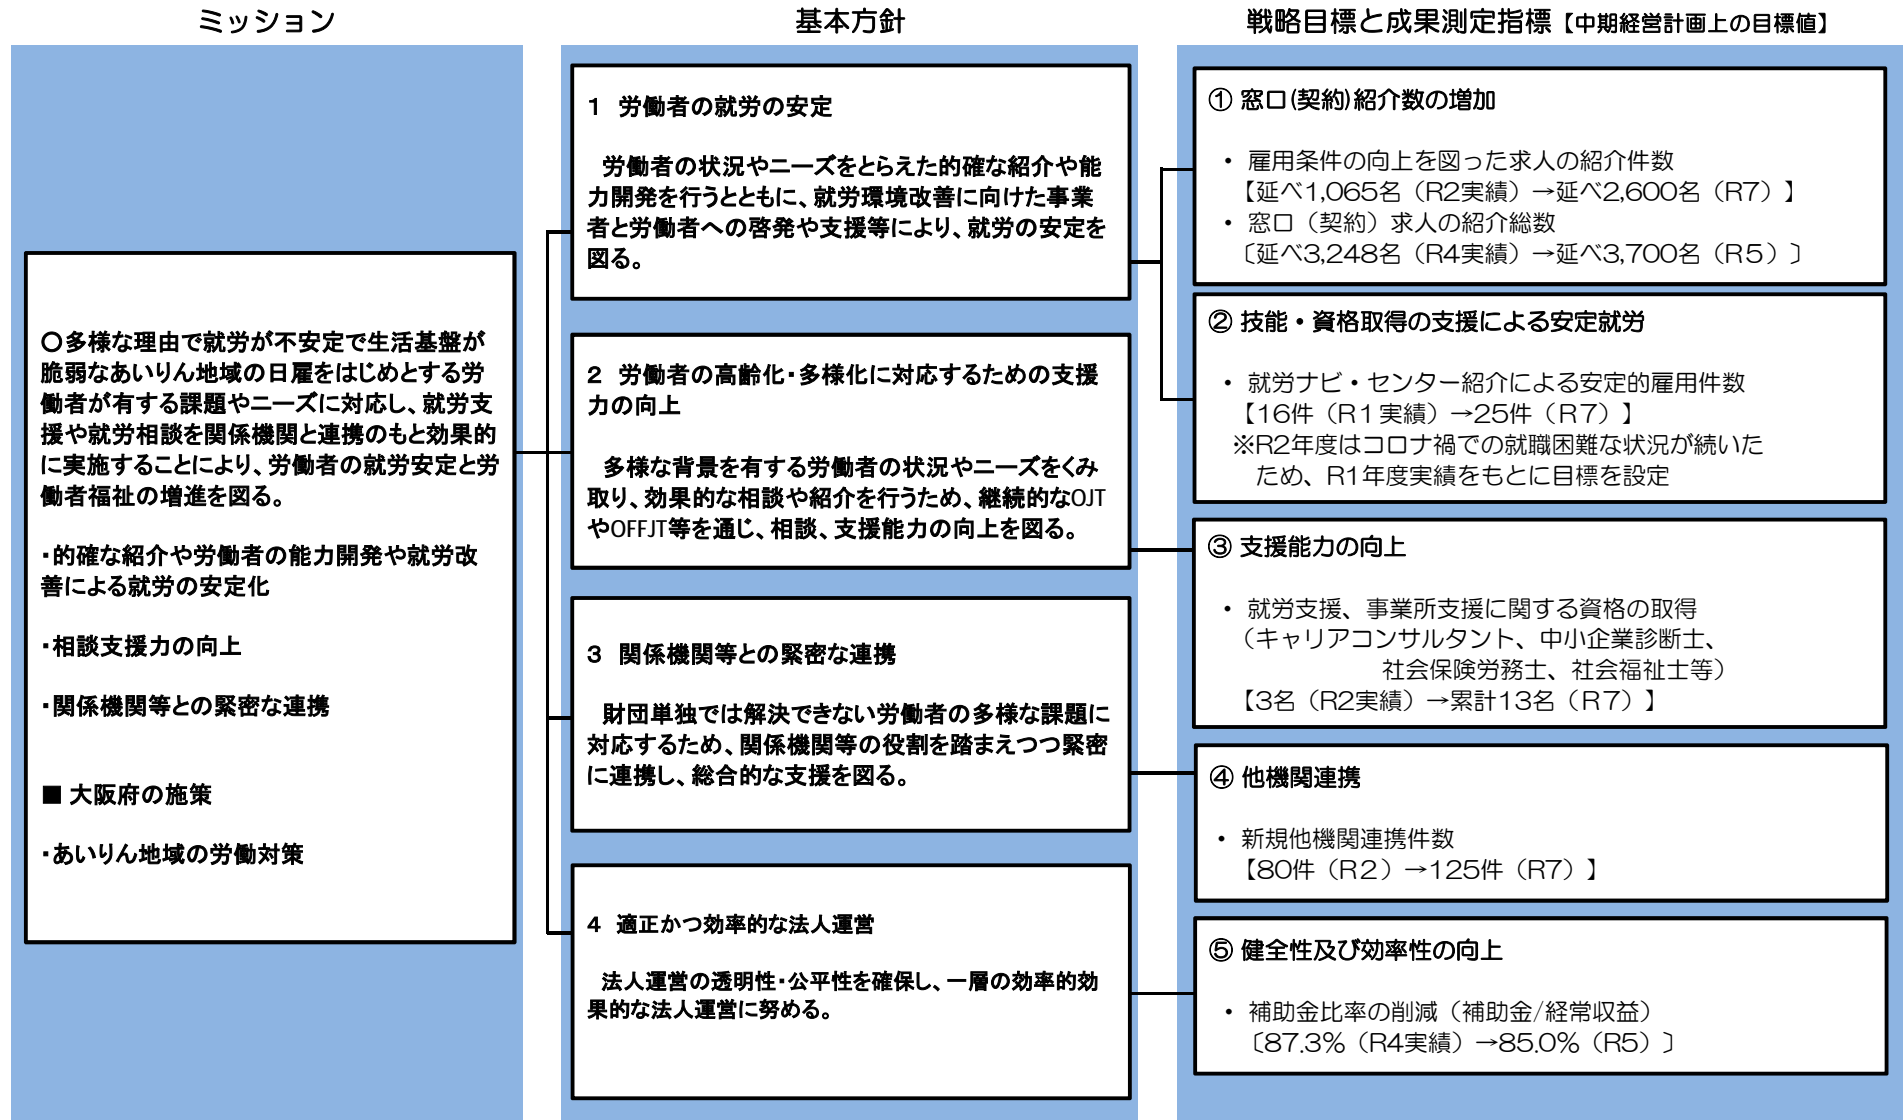 ミッション
〇多様な理由で就労が不安定で生活基盤が
脆弱なあいりん地域の日雇をはじめとする労
働者が有する課題やニーズに対応し、就労支
援や就労相談を関係機関と連携のもと効果的
に実施することにより、労働者の就労安定と労
働者福祉の増進を図る。
・的確な紹介や労働者の能力開発や就労改
善による就労の安定化
・相談支援力の向上
・関係機関等との緊密な連携
■ 大阪府の施策
・あいりん地域の労働対策
基本方針
1 労働者の就労の安定
労働者の状況やニーズをとらえた的確な紹介や能
力開発を行うとともに、就労環境改善に向けた事業
者と労働者への啓発や支援等により、就労の安定を
図る。
2 労働者の高齢化・多様化に対応するための支援
力の向上
多様な背景を有する労働者の状況やニーズをくみ
取り、効果的な相談や紹介を行うため、継続的なOJT
やOFFJT等を通じ、相談、支援能力の向上を図る。
3 関係機関等との緊密な連携
財団単独では解決できない労働者の多様な課題に
対応するため、関係機関等の役割を踏まえつつ緊密
に連携し、総合的な支援を図る。
4 適正かつ効率的な法人運営
法人運営の透明性・公平性を確保し、一層の効率的効
果的な法人運営に努める。
戦略目標と成果測定指標【中期経営計画上の目標値】
① 窓口(契約)紹介数の増加
・ 雇用条件の向上を図った求人の紹介件数
【延べ1,065名（R2実績）→延べ2,600名（R7）】
・ 窓口（契約）求人の紹介総数
〔延べ3,248名（R4実績）→延べ3,700名（R5）〕
② 技能・資格取得の支援による安定就労
・ 就労ナビ・センター紹介による安定的雇用件数
【16件（R1実績）→25件（R7）】
※R2年度はコロナ禍での就職困難な状況が続いた
ため、R1年度実績をもとに目標を設定
③ 支援能力の向上
・ 就労支援、事業所支援に関する資格の取得
（キャリアコンサルタント、中小企業診断士、
社会保険労務士、社会福祉士等）
【3名（R2実績）→累計13名（R7）】
④ 他機関連携
・ 新規他機関連携件数
【80件（R2）→125件（R7）】
⑤ 健全性及び効率性の向上
・ 補助金比率の削減（補助金/経常収益）
〔87.3%（R4実績）→85.0%（R5）〕